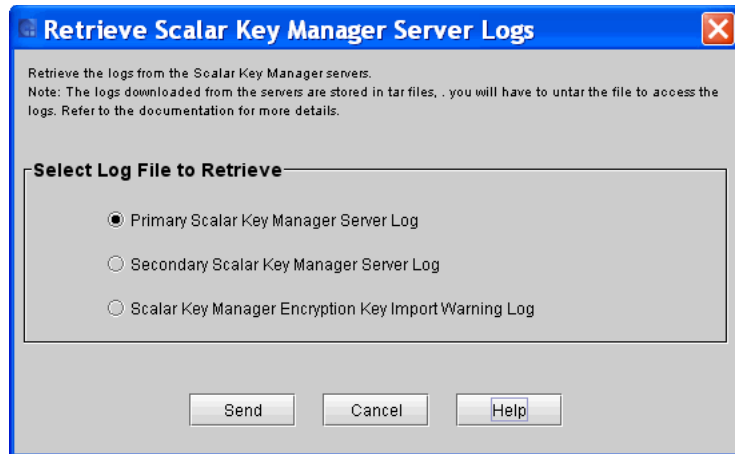 Retrieve Scalar Key Manager Server Logs
Retrieve the logs from the Scalar Key Manager servers.
Note: The logs downloaded from the servers are stored in tar files, . you will have to untar the file to access the
logs. Refer to the documentation for more details.
Select Log File to Retrieve
Primary Scalar Key Manager Server Log
Secondary Scalar Key Manager Server Log
Scalar Key Manager Encryption Key Import Warning Log
Send Cancel Help